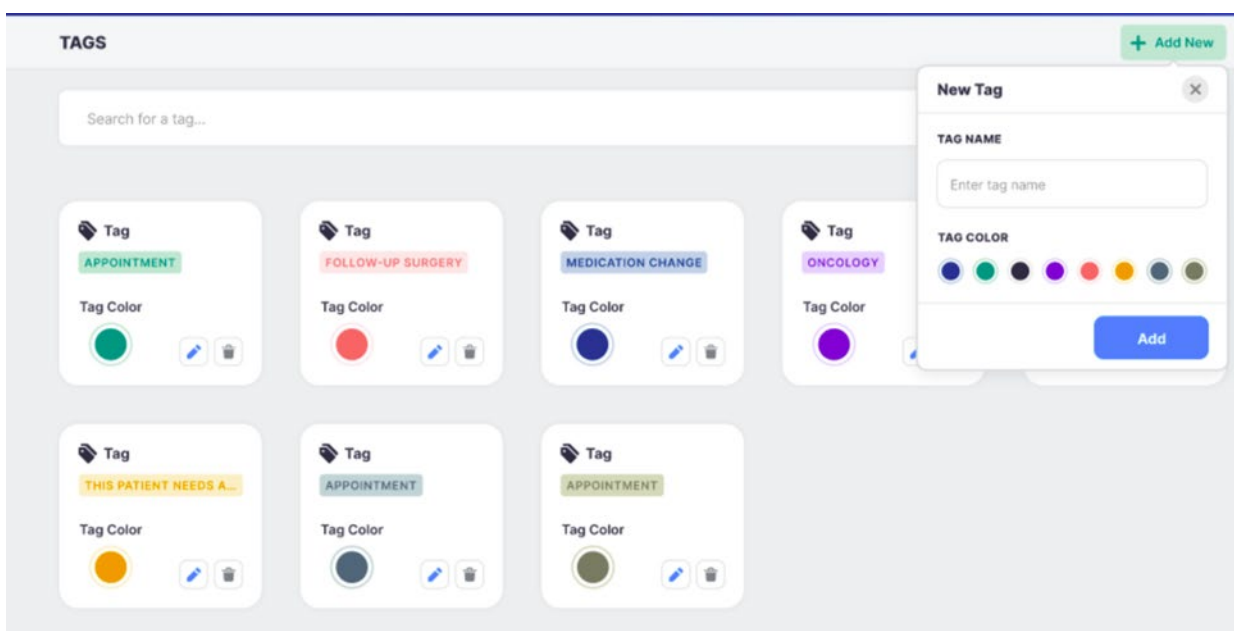 TAGS
+ Add New
Search for a tag...
New Tag
TAG NAME
Enter tag name
TAG COLOR
Add
Tag
APPOINTMENT
Tag Color
Tag
FOLLOW-UP SURGERY
Tag Color
Tag
MEDICATION CHANGE
Tag Color
Tag
ONCOLOGY
Tag Color
Tag
THIS PATIENT NEEDS A...
Tag Color
Tag
APPOINTMENT
Tag Color
Tag
APPOINTMENT
Tag Color